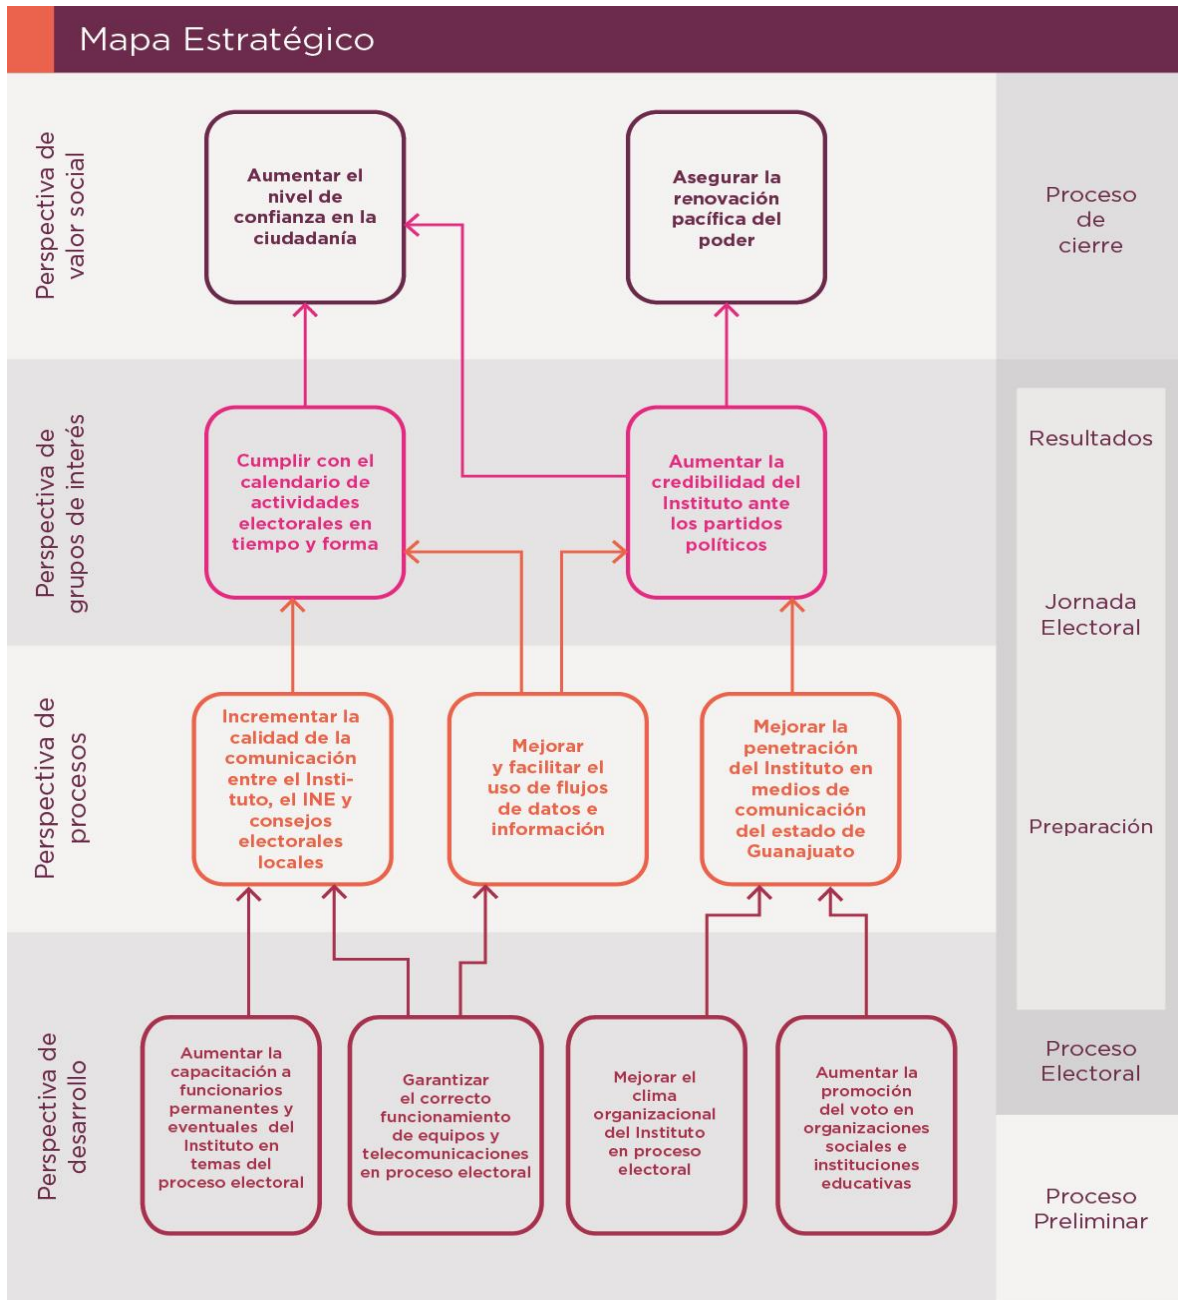 Mapa Estratégico
Perspectiva de
valor social
Aumentar el
nivel de
confianza en la
ciudadanía
Asegurar la
renovación
pacífica del
poder
Proceso
de
cierre
Perspectiva de
grupos de interés
Cumplir con el
calendario de
actividades
electorales en
tiempo y forma
Aumentar la
credibilidad del
Instituto ante
los partidos
políticos
Resultados
Jornada
Electoral
Perspectiva de
procesos
Incrementar la
calidad de la
comunicación
entre el Insti-
tuto, el INE y
consejos
electorales
locales
Mejorar
y facilitar el
uso de flujos
de datos e
información
Mejorar la
penetración
del Instituto en
medios de
comunicación
del estado de
Guanajuato
Preparación
Perspectiva de
desarrollo
Aumentar la
capacitación a
funcionarios
permanentes y
eventuales del
Instituto en
temas del
proceso electoral
Garantizar
el correcto
funcionamiento
de equipos y
telecomunicaciones
en proceso electoral
Mejorar el
clima
organizacional
del Instituto
en proceso
electoral
Aumentar la
promoción
del voto en
organizaciones
sociales e
instituciones
educativas
Proceso
Electoral
Proceso
Preliminar